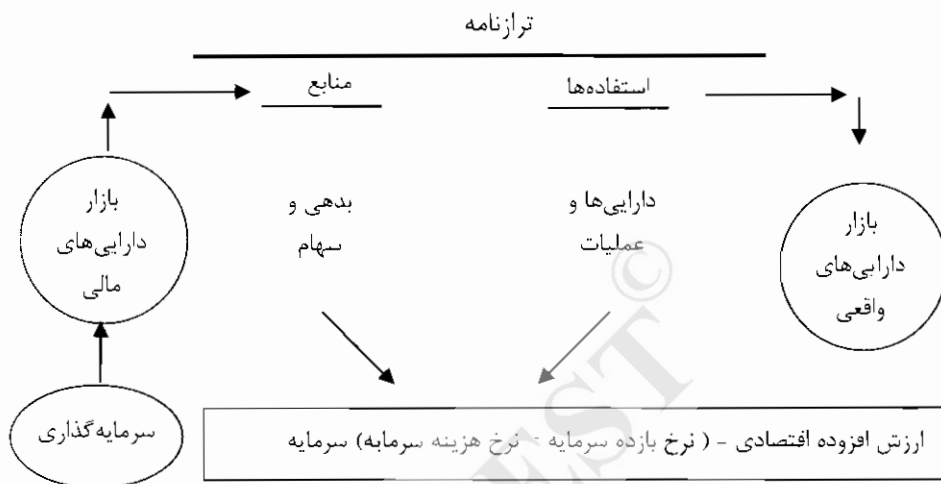 ترازنامه
استفاده‌ها
منابع
بازار
دارایی‌های
مالی
بدهی و
سهام
دارایی‌ها و
عملیات
بازار
دارایی‌های
واقعی
سرمایه‌گذاری
ارزش افزوده اقتصادی - ( نرخ بازده سرمایه - نرخ هزینه سرمایه) سرمایه
EST ©